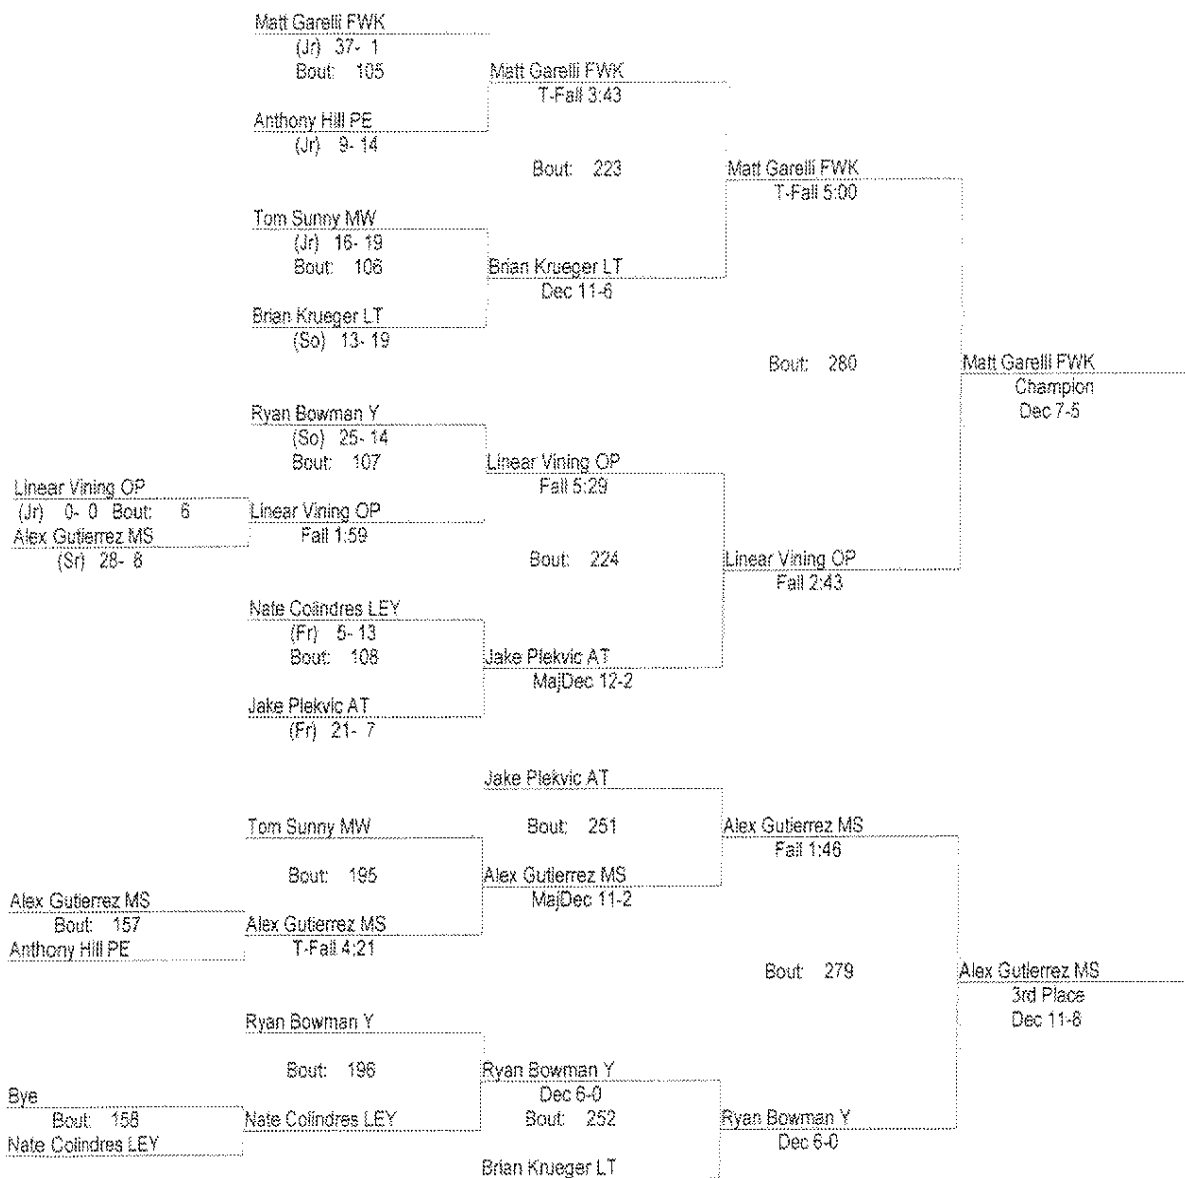 Matt Garelli FWK
(Jr) 37- 1
Bout: 105
Matt Garelli FWK
T-Fall 3:43
Anthony Hill PE
(Jr) 9- 14
Bout: 223
Matt Garelli FWK
T-Fall 5:00
Tom Sunny MW
(Jr) 16- 19
Bout: 106
Brian Krueger LT
Dec 11-6
Brian Krueger LT
(So) 13- 19
Bout: 280
Matt Garelli FWK
Champion
Dec 7-5
Ryan Bowman Y
(So) 25- 14
Bout: 107
Linear Vining OP
Fall 5:29
Linear Vining OP
(Jr) 0- 0 Bout: 6
Alex Gutierrez MS
(Sr) 28- 6
Linear Vining OP
Fall 1:59
Bout: 224
Linear Vining OP
Fall 2:43
Nate Colindres LEY
(Fr) 5- 13
Bout: 108
Jake Plekvic AT
MajDec 12-2
Jake Plekvic AT
(Fr) 21- 7
Jake Plekvic AT
Tom Sunny MW
Bout: 251
Alex Gutierrez MS
Fall 1:46
Bout: 195
Alex Gutierrez MS
MajDec 11-2
Alex Gutierrez MS
Bout: 157
Anthony Hill PE
Alex Gutierrez MS
T-Fall 4:21
Bout: 279
Alex Gutierrez MS
3rd Place
Dec 11-8
Ryan Bowman Y
Bout: 196
Ryan Bowman Y
Dec 6-0
Bye
Bout: 158
Nate Colindres LEY
Nate Colindres LEY
Bout: 252
Ryan Bowman Y
Dec 6-0
Brian Krueger LT